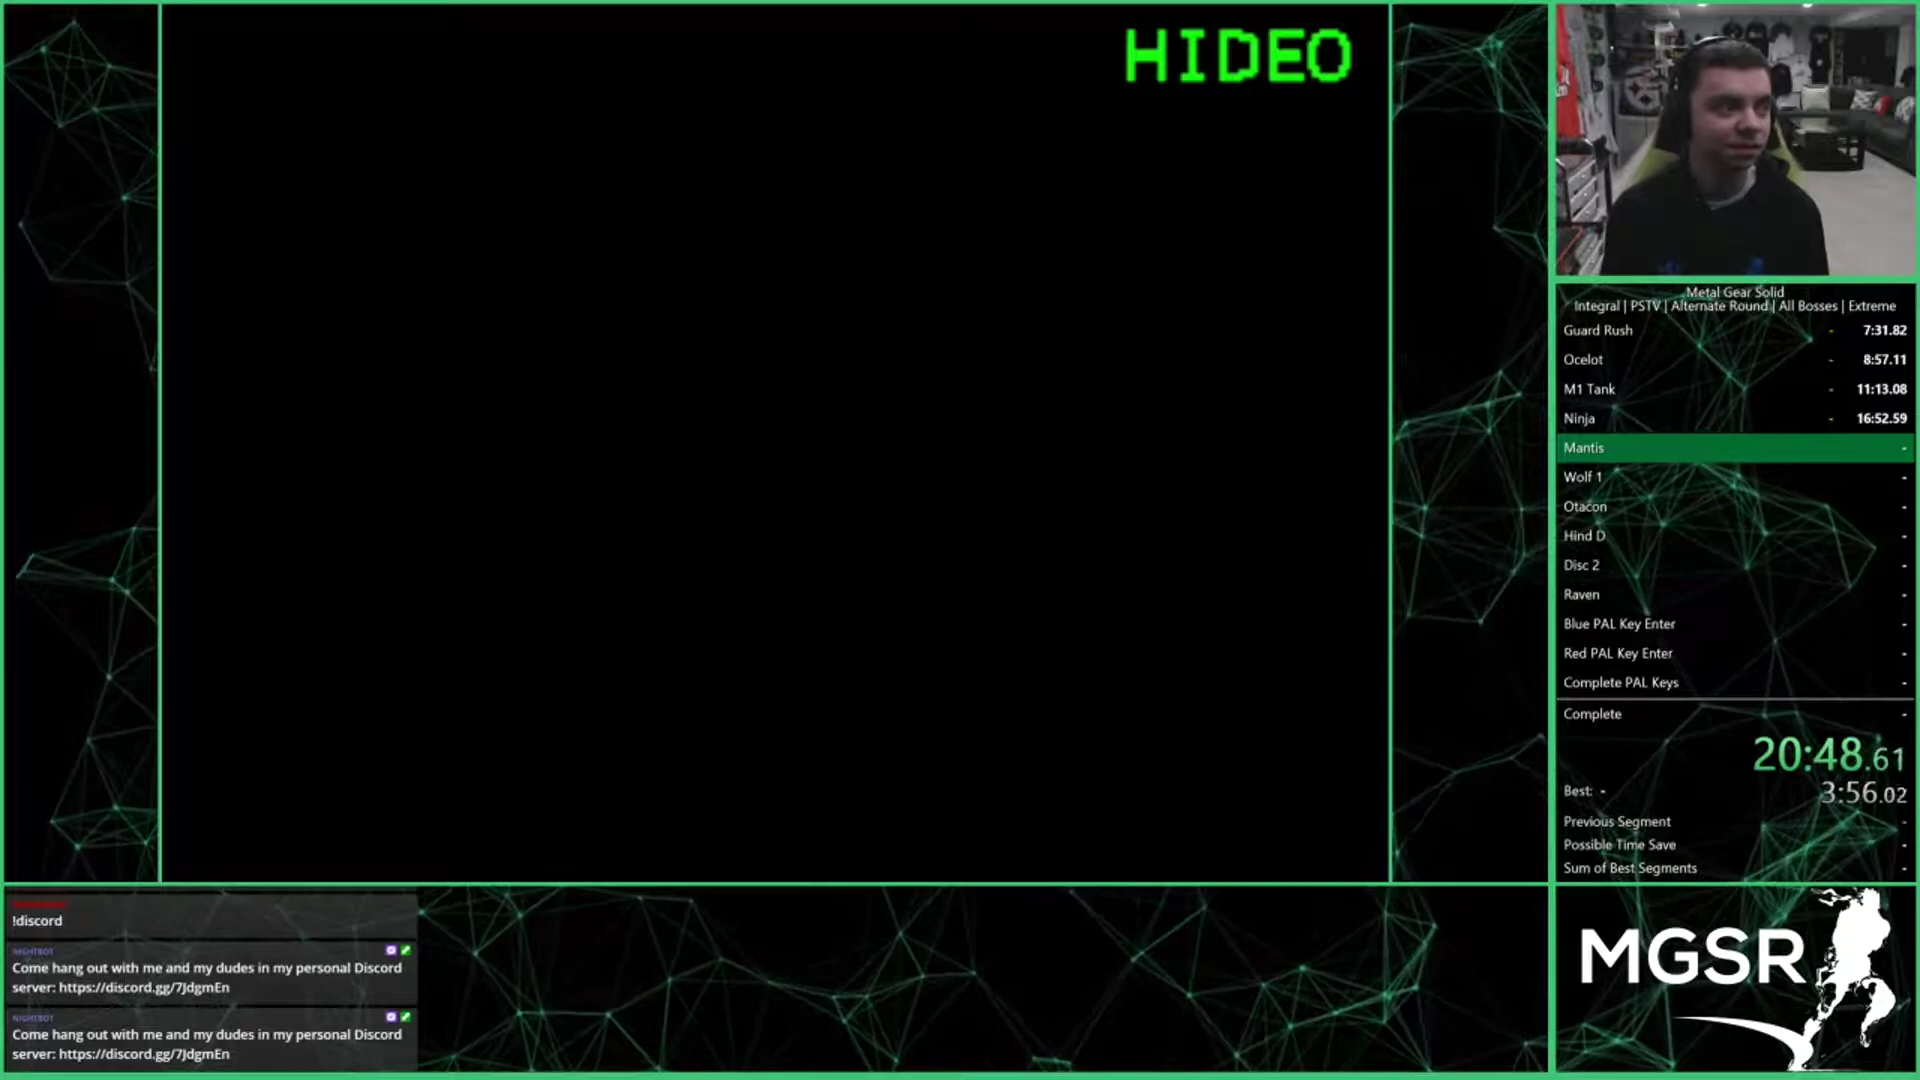 HIDEO
Metal Gear Solid
Integral | PSTV | Alternate Round | All Bosses | Extreme
Guard Rush - 7:31.82
Ocelot - 8:57.11
M1 Tank - 11:13.08
Ninja - 16:52.59
Mantis -
Wolf 1 -
Otacon -
Hind D -
Disc 2 -
Raven -
Blue PAL Key Enter -
Red PAL Key Enter -
Complete PAL Keys -
Complete -
20:48.61
Best: - 3:56.02
Previous Segment -
Possible Time Save -
Sum of Best Segments -
!discord
NIGHTBOT
Come hang out with me and my dudes in my personal Discord
server: https://discord.gg/7JdgmEn
NIGHTBOT
Come hang out with me and my dudes in my personal Discord
server: https://discord.gg/7JdgmEn
MGSR